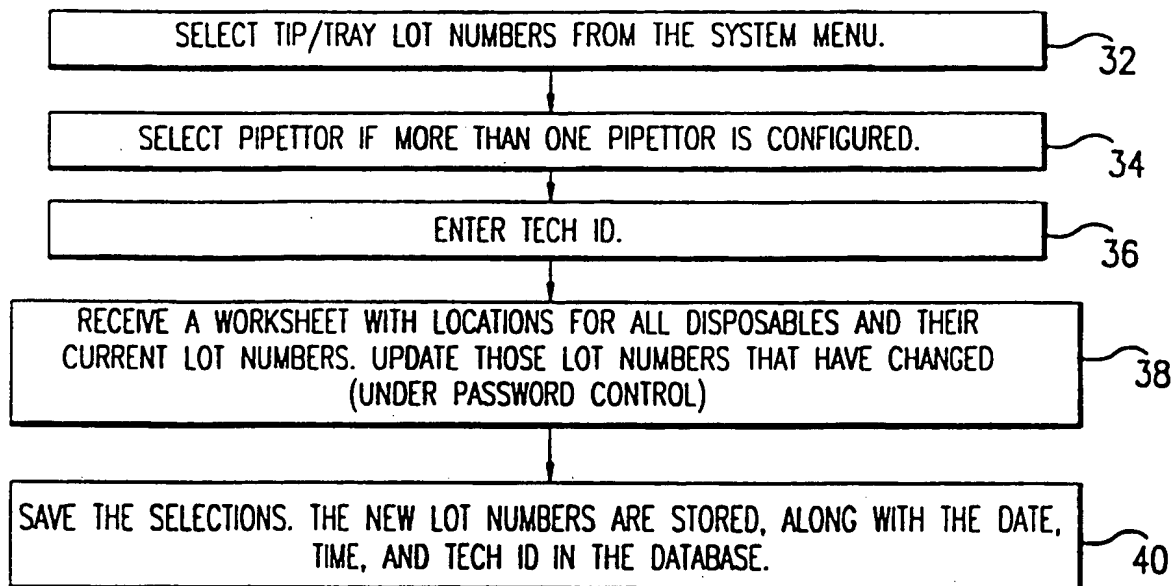 SELECT TIP/TRAY LOT NUMBERS FROM THE SYSTEM MENU.
32
SELECT PIPETTOR IF MORE THAN ONE PIPETTOR IS CONFIGURED.
34
ENTER TECH ID.
36
RECEIVE A WORKSHEET WITH LOCATIONS FOR ALL DISPOSABLES AND THEIR
CURRENT LOT NUMBERS. UPDATE THOSE LOT NUMBERS THAT HAVE CHANGED
(UNDER PASSWORD CONTROL)
38
SAVE THE SELECTIONS. THE NEW LOT NUMBERS ARE STORED, ALONG WITH THE DATE,
TIME, AND TECH ID IN THE DATABASE.
40